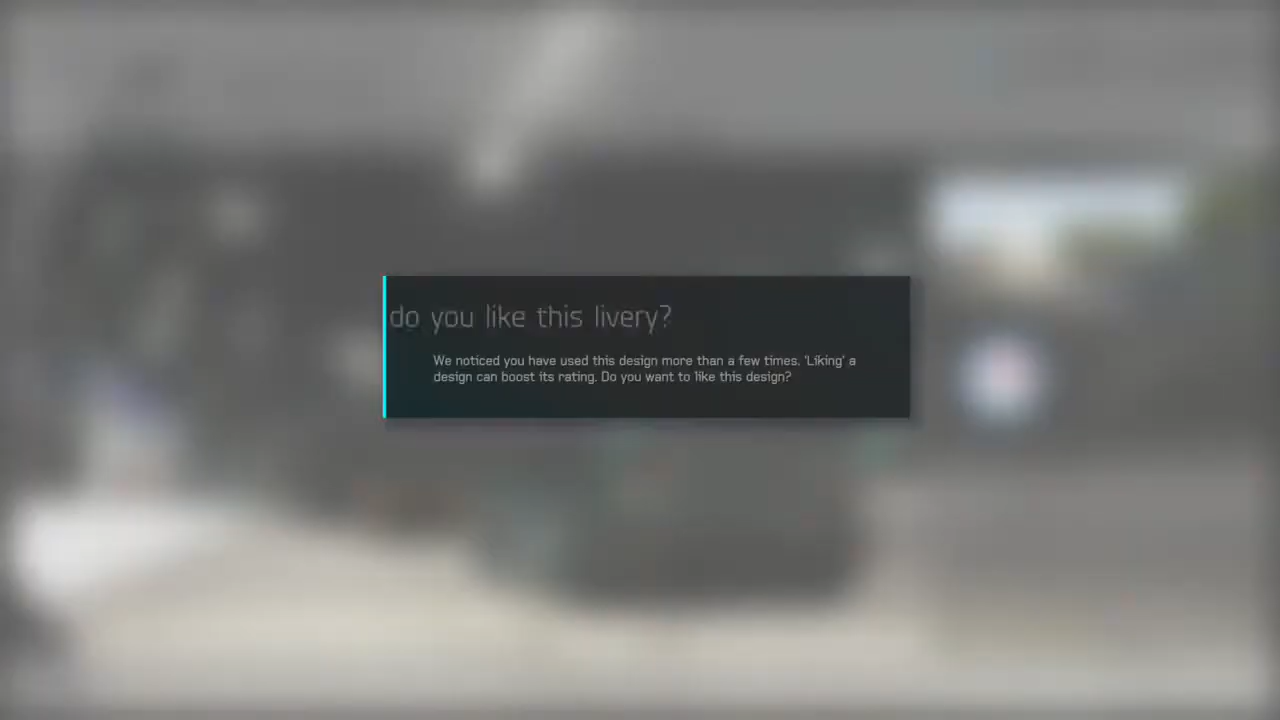 do you like this livery?
We noticed you have used this design more than a few times. 'Liking' a
design can boost its rating. Do you want to like this design?